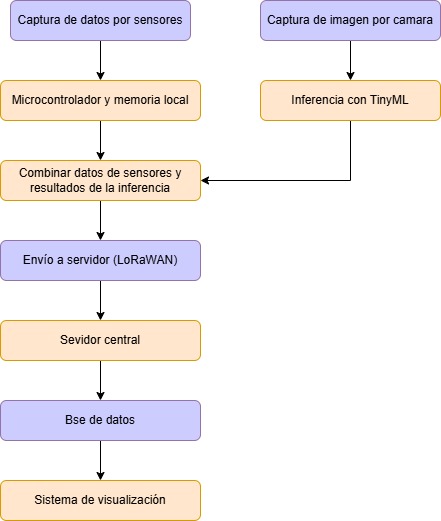 Captura de datos por sensores
Captura de imagen por camara
Microcontrolador y memoria local
Inferencia con TinyML
Combinar datos de sensores y
resultados de la inferencia
Envío a servidor (LoRaWAN)
Sevidor central
Bse de datos
Sistema de visualización